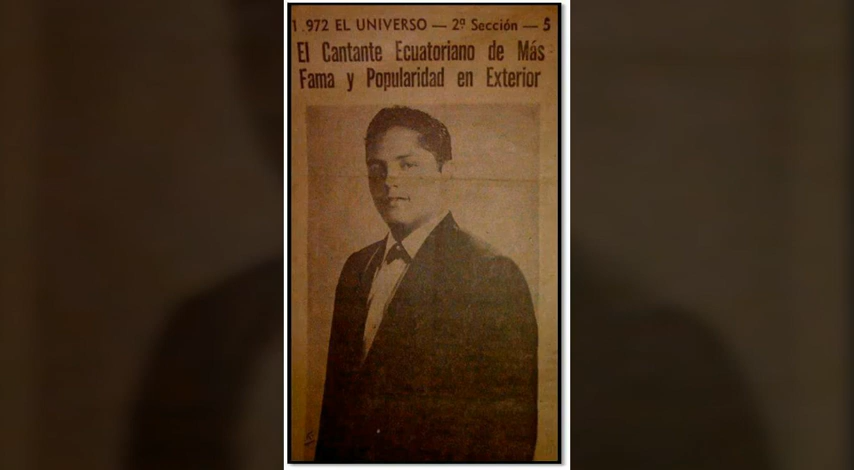 1.972 EL UNIVERSO — 2ª Sección — 5
El Cantante Ecuatoriano de Más
Fama y Popularidad en Exterior